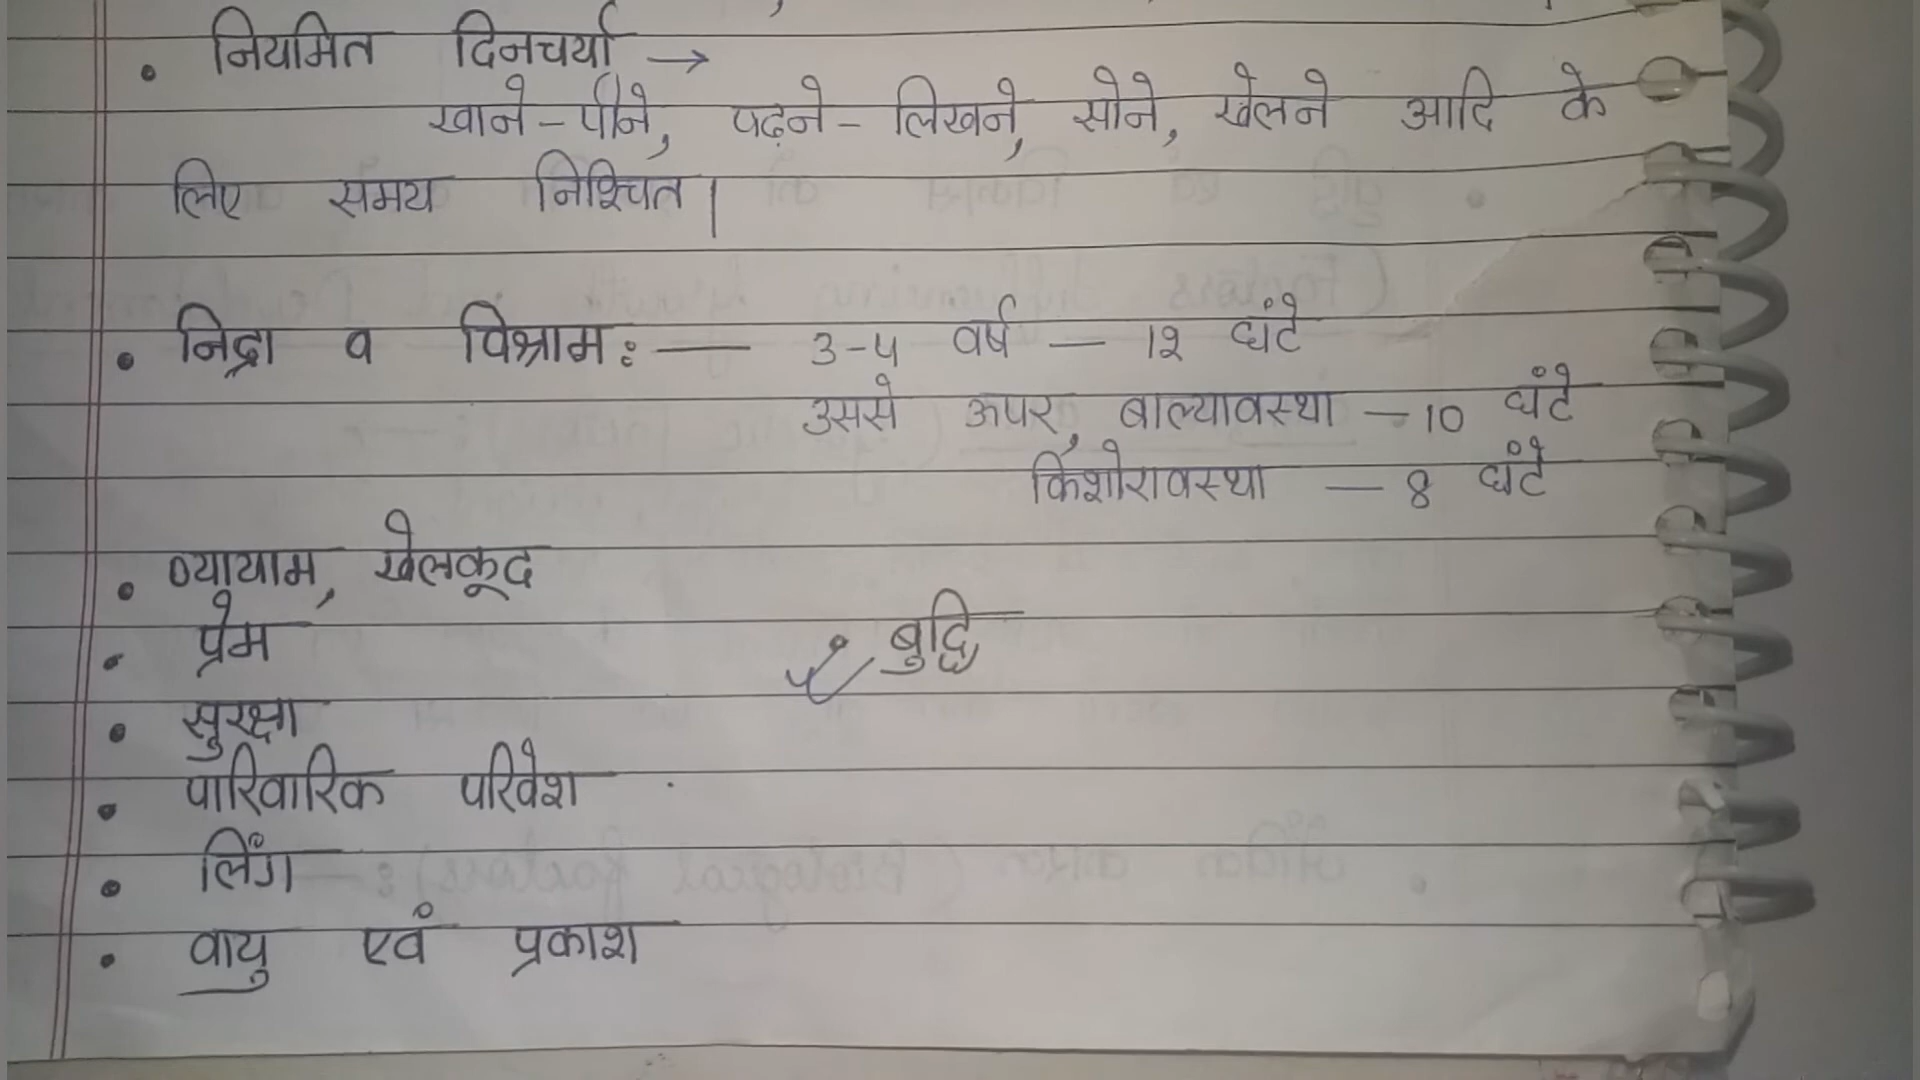 • नियमित दिनचर्या →
खाने-पीने, पढ़ने-लिखने, सोने, खेलने आदि के
लिए समय निश्चित।
• निद्रा व विश्राम:— 3-4 वर्ष — 12 घंटे
उससे ऊपर, बाल्यावस्था — 10 घंटे
किशोरावस्था — 8 घंटे
• व्यायाम, खेलकूद
• प्रेम
• बुद्धि
• सुरक्षा
• पारिवारिक परिवेश
• लिंग
• वायु एवं प्रकाश